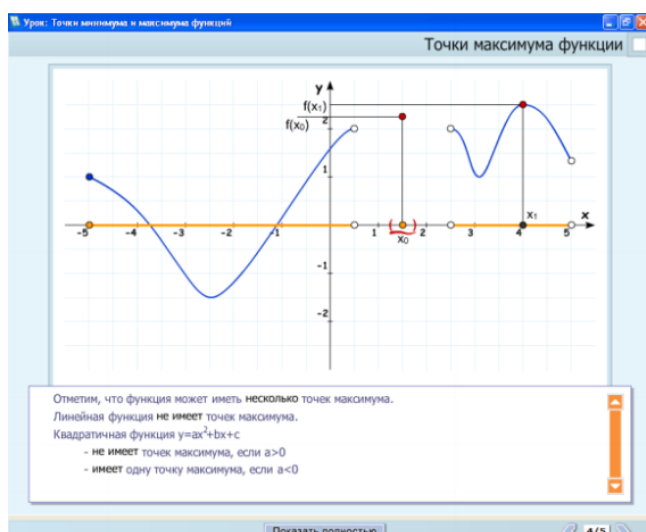 Урок: Точки минимума и максимума функций
Точки максимума функции
y
f(x₁)
f(x₀)
2
1
-5 -4 -3 -2 -1 1 2 3 4 5
x₀
x₁
x
-1
-2
Отметим, что функция может иметь несколько точек максимума.
Линейная функция не имеет точек максимума.
Квадратичная функция y=ax²+bx+c
- не имеет точек максимума, если a>0
- имеет одну точку максимума, если a<0
Показать полностью
4/5